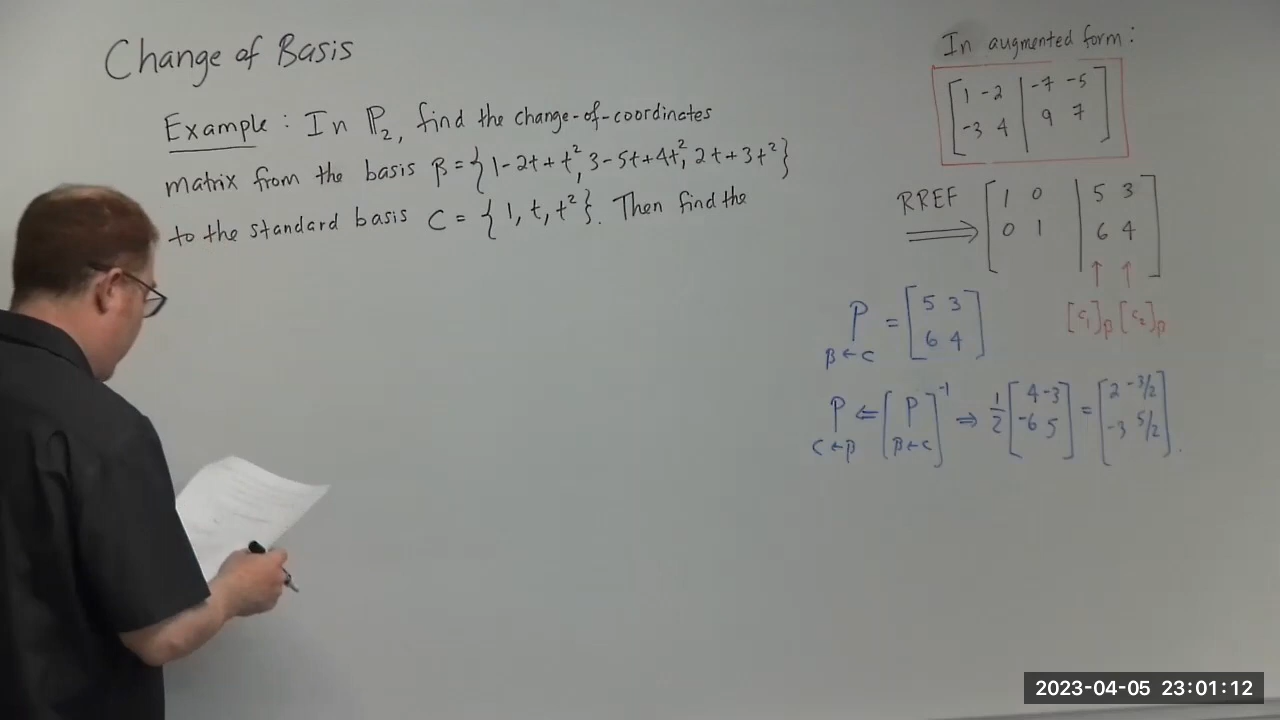 Change of Basis
Example: In P₂, find the change-of-coordinates
matrix from the basis β = {1-2t+t², 3-5t+4t², 2t+3t²}
to the standard basis C = {1, t, t²}. Then find the
In augmented form:
[1 -2 | -7 -5
-3 4 | 9 7]
RREF ⇒ [1 0 | 5 3
0 1 | 6 4]
↑ ↑
[c₁]β [c₂]β
P = [5 3
β←C 6 4]
P ⇐ [P]⁻¹ ⇒ 1/2 [4 -3 = [2 -3/2
C←β β←C -6 5] -3 5/2].
2023-04-05 23:01:12